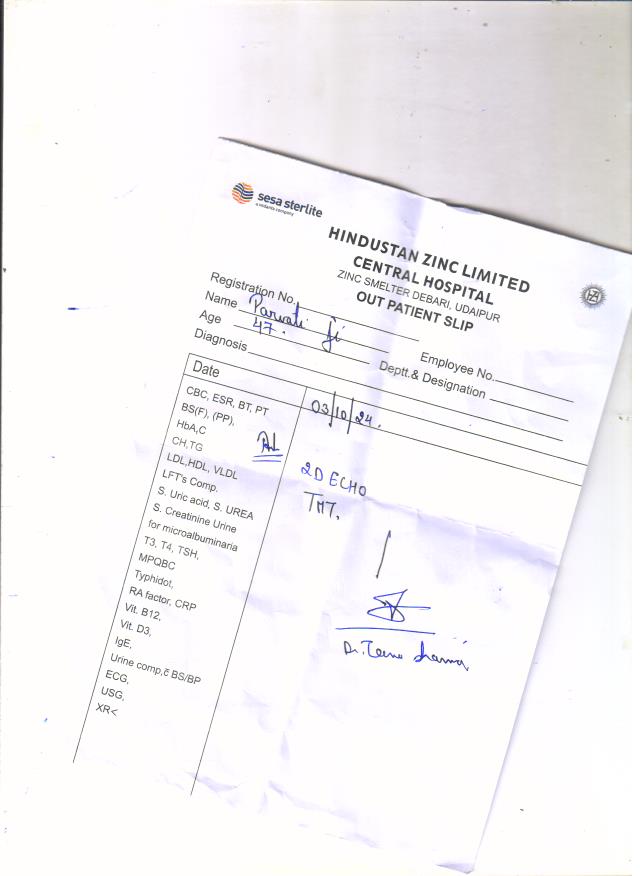 sesa sterlite
a vedanta company
HINDUSTAN ZINC LIMITED
CENTRAL HOSPITAL
ZINC SMELTER DEBARI, UDAIPUR
OUT PATIENT SLIP
Registration No.
Name Parvati Ji
Employee No.
Age 47.
Deptt.& Designation
Diagnosis
Date 03/10/24.
CBC, ESR, BT, PT
BS(F), (PP),
HbA,C
CH,TG
LDL,HDL, VLDL
LFT's Comp.
S. Uric acid, S. UREA
S. Creatinine Urine
for microalbuminaria
T3, T4, TSH,
MPQBC
Typhidot,
RA factor, CRP
Vit. B12,
Vit. D3,
IgE,
Urine comp,č BS/BP
ECG,
USG,
XR<
2D ECHO
TMT.
Dr. Sharma